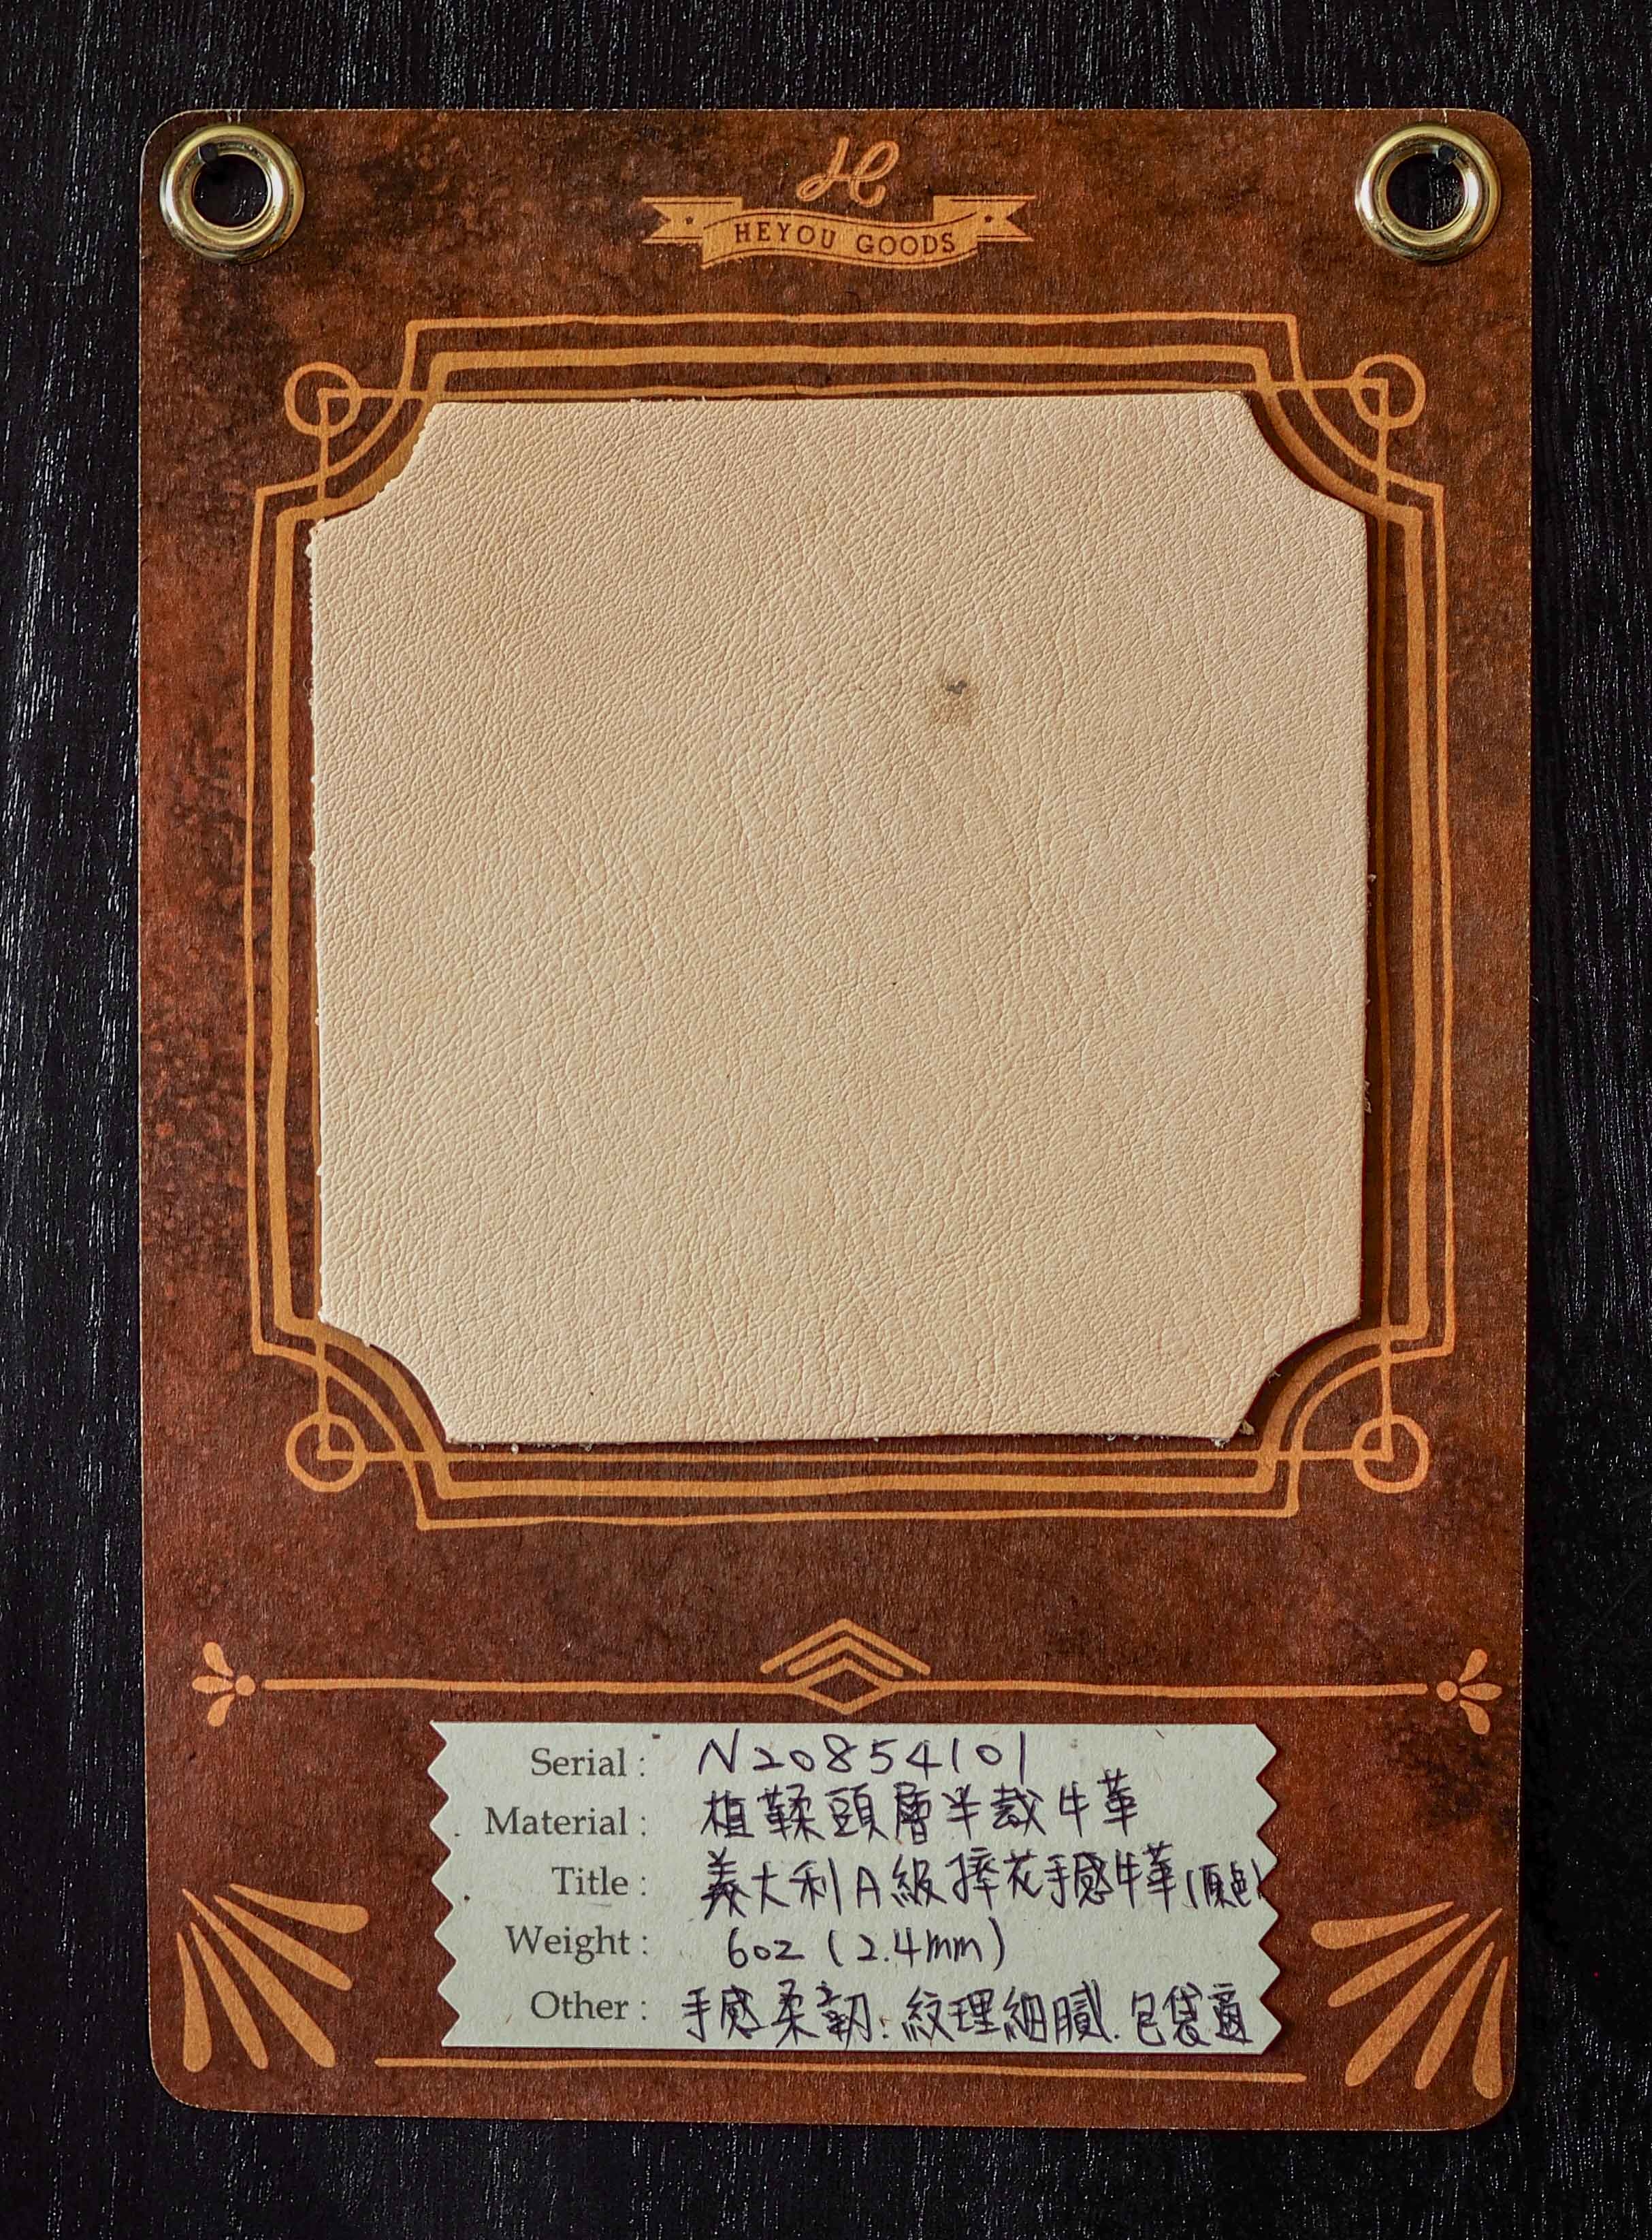 H
HEYOU GOODS
Serial : N20854101
Material : 植鞣頭層半裁牛革
Title : 義大利A級摔花手感牛革(原色)
Weight : 6oz (2.4mm)
Other : 手感柔韌.紋理細膩.包袋適